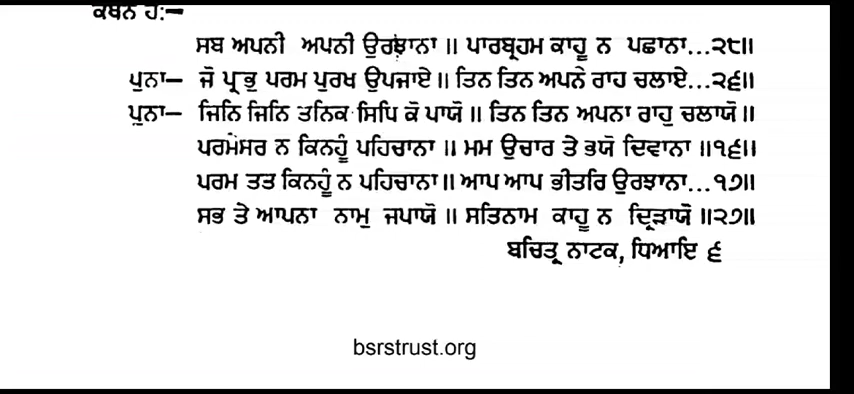 ਕਥਨ ਹੈ:—
ਸਬ ਅਪਨੀ ਅਪਨੀ ਉਰਝਾਨਾ ॥ ਪਾਰਬ੍ਰਹਮ ਕਾਹੂ ਨ ਪਛਾਨਾ...੨੮॥
ਪੁਨਾ— ਜੋ ਪ੍ਰਭੁ ਪਰਮ ਪੁਰਖ ਉਪਜਾਏ ॥ ਤਿਨ ਤਿਨ ਅਪਨੇ ਰਾਹ ਚਲਾਏ...੨੬॥
ਪੁਨਾ— ਜਿਨਿ ਜਿਨਿ ਤਨਿਕ ਸਿਧਿ ਕੋ ਪਾਯੋ ॥ ਤਿਨ ਤਿਨ ਅਪਨਾ ਰਾਹੁ ਚਲਾਯੋ ॥
ਪਰਮੇਸਰ ਨ ਕਿਨਹੂੰ ਪਹਿਚਾਨਾ ॥ ਮਮ ਉਚਾਰ ਤੇ ਭਯੋ ਦਿਵਾਨਾ ॥੧੬॥
ਪਰਮ ਤਤ ਕਿਨਹੂੰ ਨ ਪਹਿਚਾਨਾ ॥ ਆਪ ਆਪ ਭੀਤਰਿ ਉਰਝਾਨਾ...੧੭॥
ਸਭ ਤੇ ਆਪਨਾ ਨਾਮੁ ਜਪਾਯੋ ॥ ਸਤਿਨਾਮ ਕਾਹੂ ਨ ਦ੍ਰਿੜਾਯੋ ॥੨੭॥
ਬਚਿਤ੍ਰ ਨਾਟਕ, ਧਿਆਇ ੬
bsrstrust.org